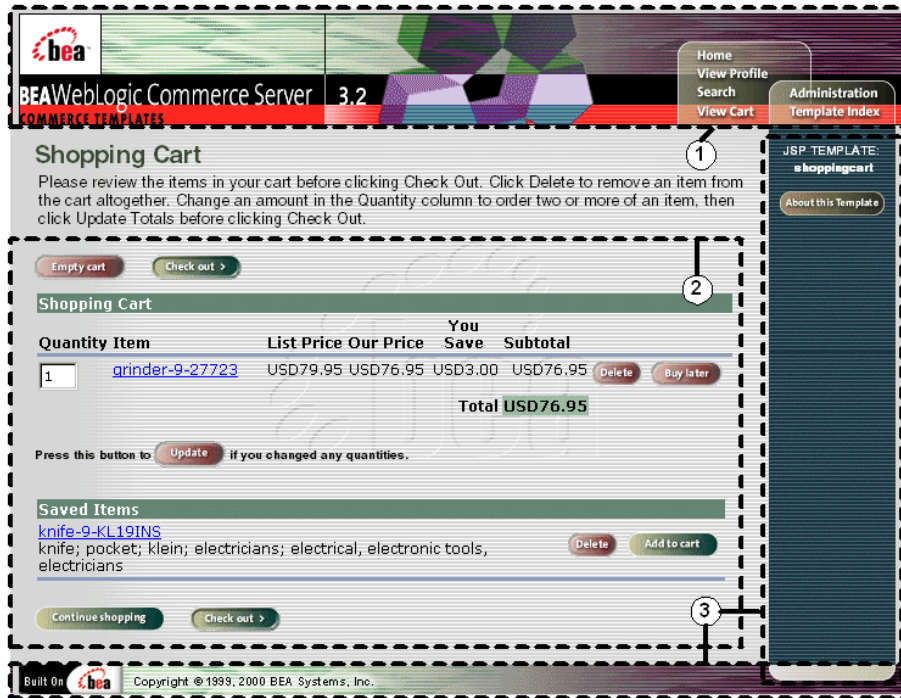 bea
BEAWebLogic Commerce Server 3.2
COMMERCE TEMPLATES
Home
View Profile
Search
View Cart
Administration
Template Index
1
Shopping Cart
Please review the items in your cart before clicking Check Out. Click Delete to remove an item from
the cart altogether. Change an amount in the Quantity column to order two or more of an item, then
click Update Totals before clicking Check Out.
JSP TEMPLATE:
shoppingcart
About this Template
2
Empty cart Check out >
Shopping Cart
You
Quantity Item List Price Our Price Save Subtotal
1 grinder-9-27723 USD79.95 USD76.95 USD3.00 USD76.95 Delete Buy later
Total USD76.95
Press this button to Update if you changed any quantities.
Saved Items
knife-9-KL19INS
knife; pocket; klein; electricians; electrical, electronic tools,
electricians
Delete Add to cart
Continue shopping Check out >
3
Built On bea Copyright © 1999, 2000 BEA Systems, Inc.